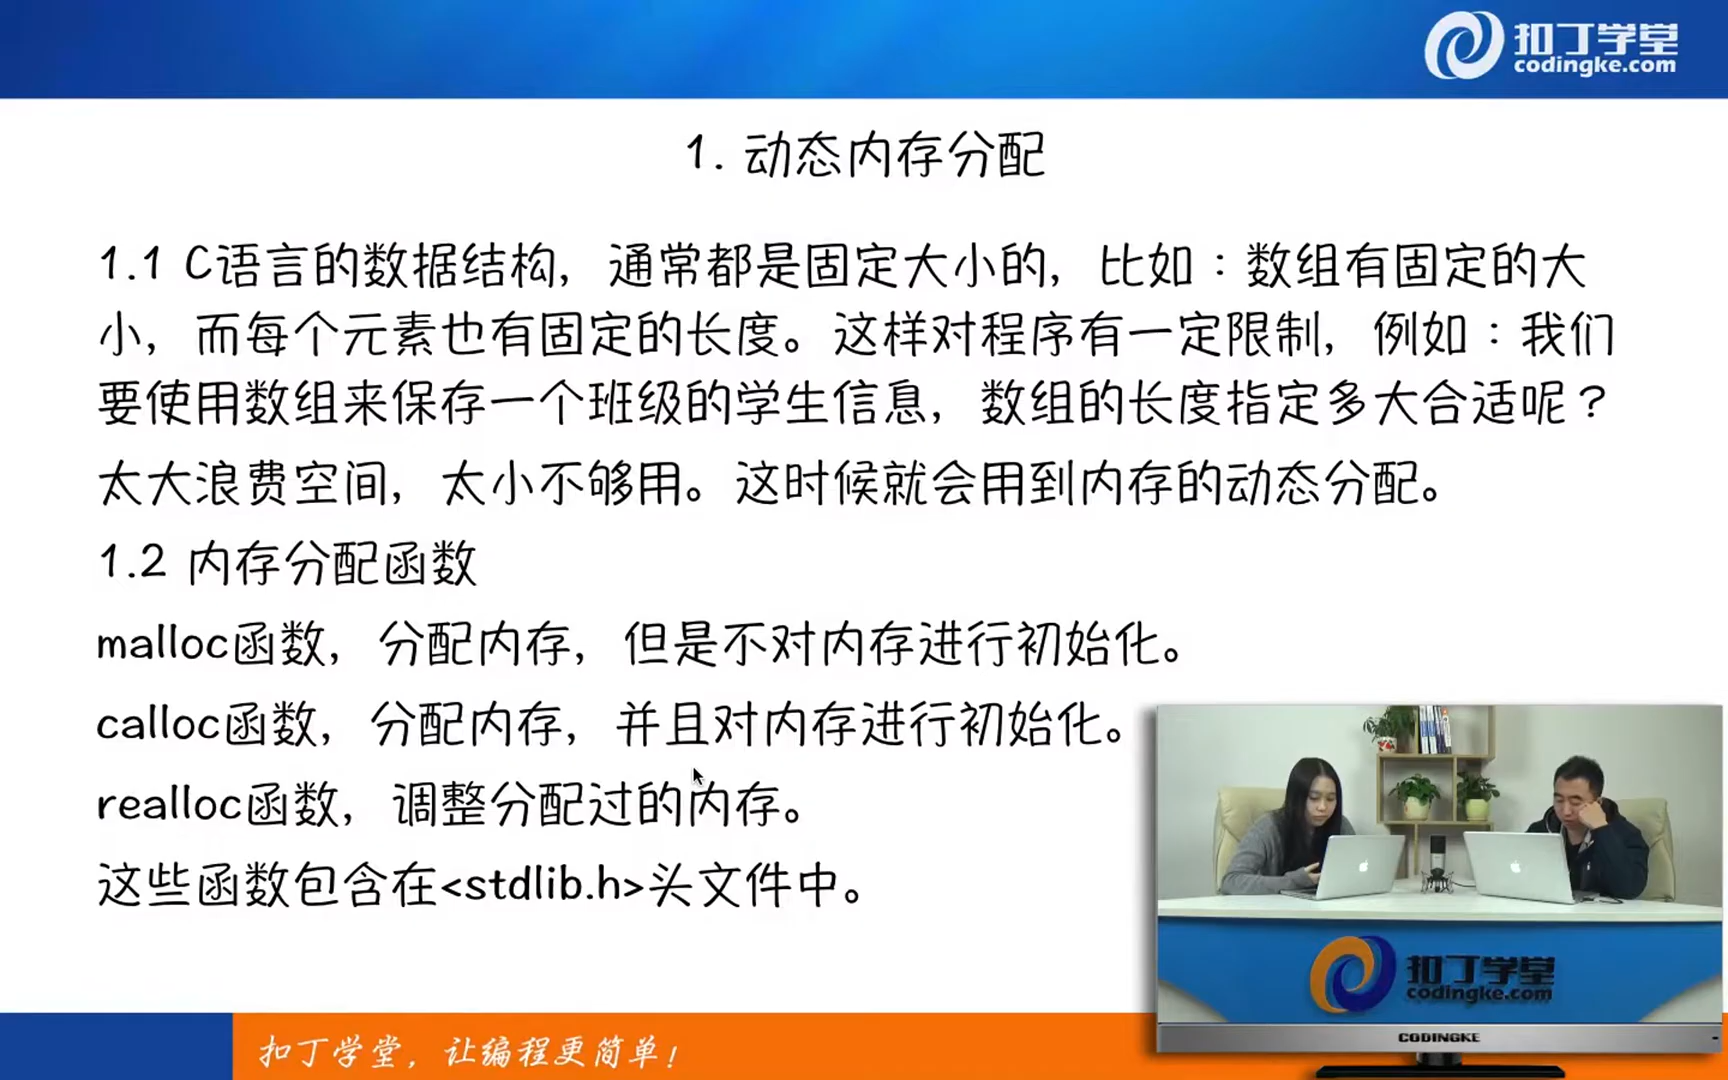 扣丁学堂
codingke.com
1. 动态内存分配
1.1 C语言的数据结构，通常都是固定大小的，比如：数组有固定的大
小，而每个元素也有固定的长度。这样对程序有一定限制，例如：我们
要使用数组来保存一个班级的学生信息，数组的长度指定多大合适呢？
太大浪费空间，太小不够用。这时候就会用到内存的动态分配。
1.2 内存分配函数
malloc函数，分配内存，但是不对内存进行初始化。
calloc函数，分配内存，并且对内存进行初始化。
realloc函数，调整分配过的内存。
这些函数包含在<stdlib.h>头文件中。
扣丁学堂
codingke.com
CODINGKE
扣丁学堂，让编程更简单！